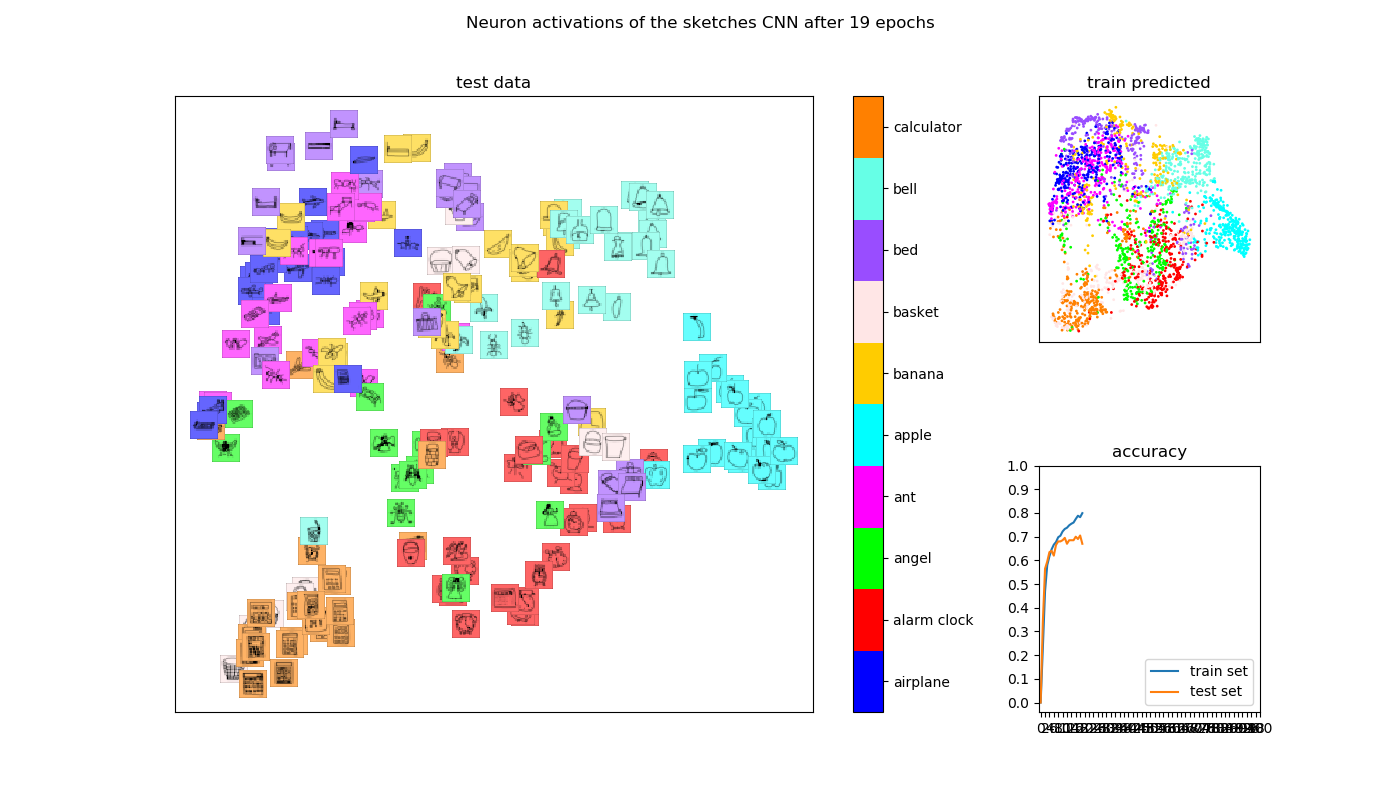 Neuron activations of the sketches CNN after 19 epochs
test data
calculator
bell
bed
basket
banana
apple
ant
angel
alarm clock
airplane
train predicted
accuracy
1.0
0.9
0.8
0.7
0.6
0.5
0.4
0.3
0.2
0.1
0.0
train set
test set